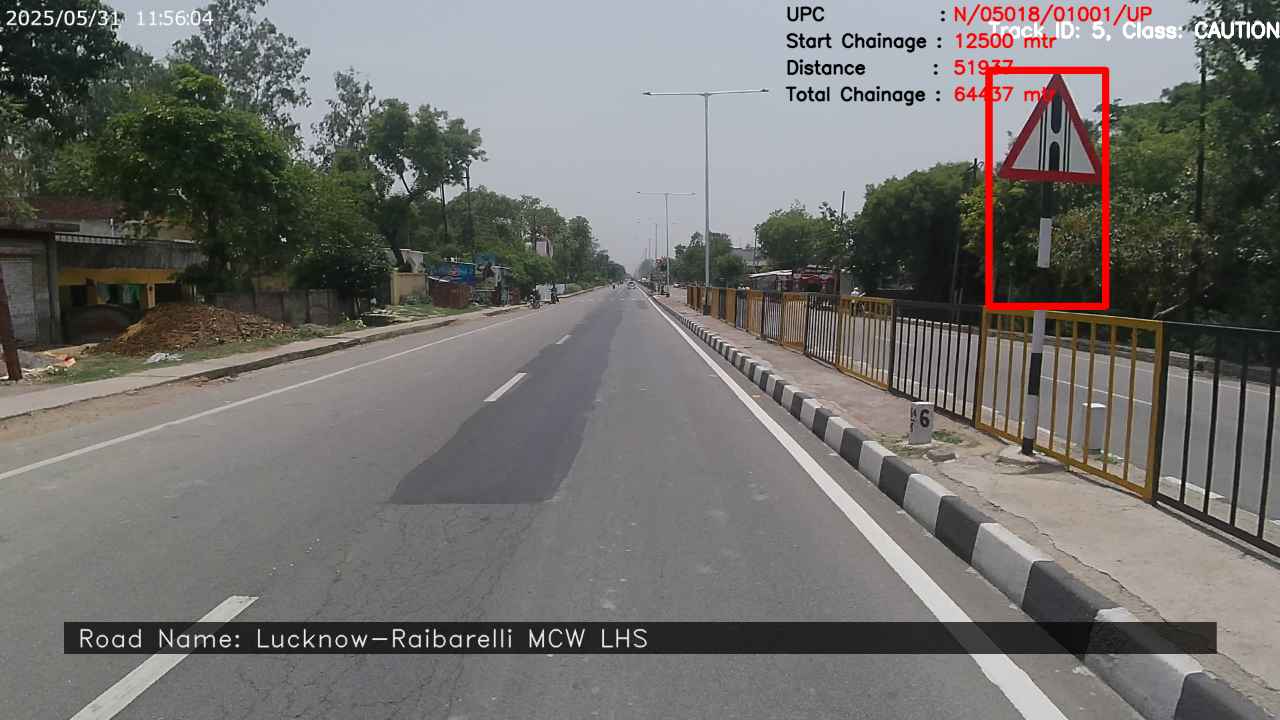 2025/05/31 11:56:04
UPC : N/05018/01001/UP
Track ID: 5, Class: CAUTION
Start Chainage : 12500 mtr
Distance : 51937
Total Chainage : 64437 mtr
6
Road Name: Lucknow-Raibarelli MCW LHS